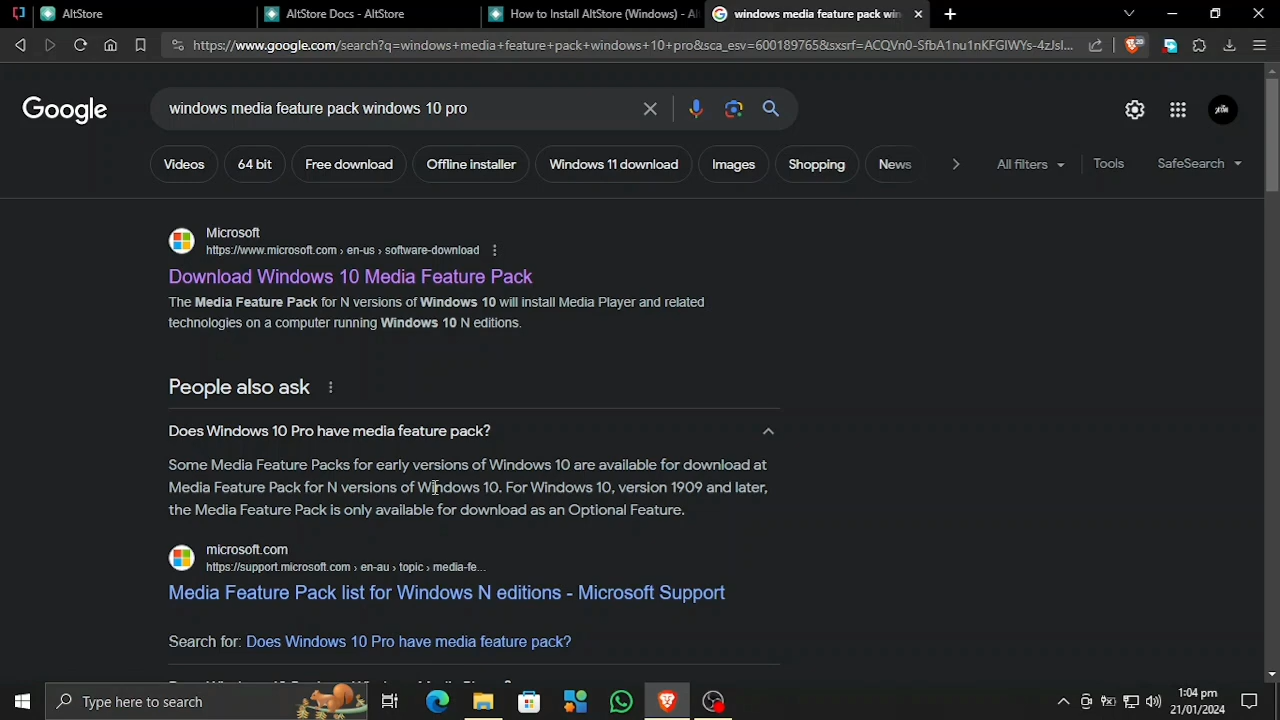 AltStore
AltStore Docs - AltStore
How to Install AltStore (Windows) - Al
windows media feature pack win
https://www.google.com/search?q=windows+media+feature+pack+windows+10+pro&sca_esv=600189765&sxsrf=ACQVn0-SfbA1nu1nKFGIWYs-4zJsl...
20
Google
windows media feature pack windows 10 pro
Videos
64 bit
Free download
Offline installer
Windows 11 download
Images
Shopping
News
All filters
Tools
SafeSearch
Microsoft
https://www.microsoft.com › en-us › software-download
Download Windows 10 Media Feature Pack
The Media Feature Pack for N versions of Windows 10 will install Media Player and related
technologies on a computer running Windows 10 N editions.
People also ask
Does Windows 10 Pro have media feature pack?
Some Media Feature Packs for early versions of Windows 10 are available for download at
Media Feature Pack for N versions of Windows 10. For Windows 10, version 1909 and later,
the Media Feature Pack is only available for download as an Optional Feature.
microsoft.com
https://support.microsoft.com › en-au › topic › media-fe...
Media Feature Pack list for Windows N editions - Microsoft Support
Search for: Does Windows 10 Pro have media feature pack?
Type here to search
1:04 pm
21/01/2024